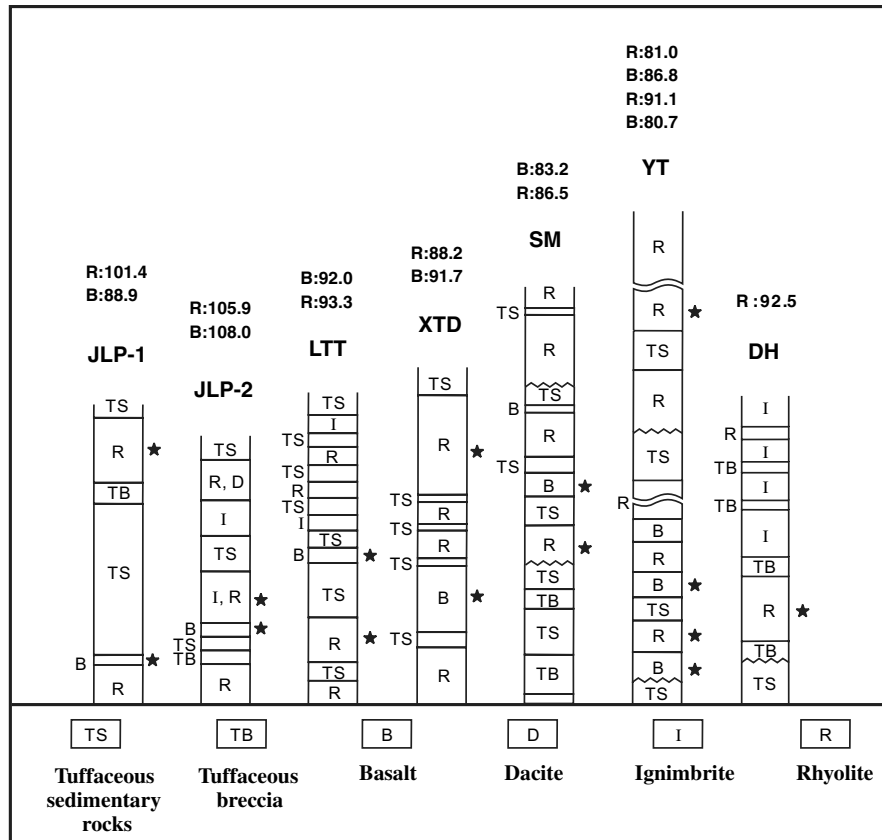 R:101.4
B:88.9
JLP-1
TS
R
TB
TS
B
R
R:105.9
B:108.0
JLP-2
TS
R, D
I
TS
I, R
B
TS
TB
R
B:92.0
R:93.3
LTT
TS
I
TS
R
TS
R
TS
I
TS
B
TS
R
TS
R
R:88.2
B:91.7
XTD
TS
R
TS
R
TS
R
TS
B
TS
R
B:83.2
R:86.5
SM
R
TS
R
TS
B
R
TS
B
TS
R
TS
TB
TS
TB
R:81.0
B:86.8
R:91.1
B:80.7
YT
R
R
TS
R
TS
R
B
R
B
TS
R
B
TS
R :92.5
DH
I
R
I
TB
I
TB
I
TB
R
TB
TS
TS
TB
B
D
I
R
Tuffaceous
sedimentary
rocks
Tuffaceous
breccia
Basalt
Dacite
Ignimbrite
Rhyolite